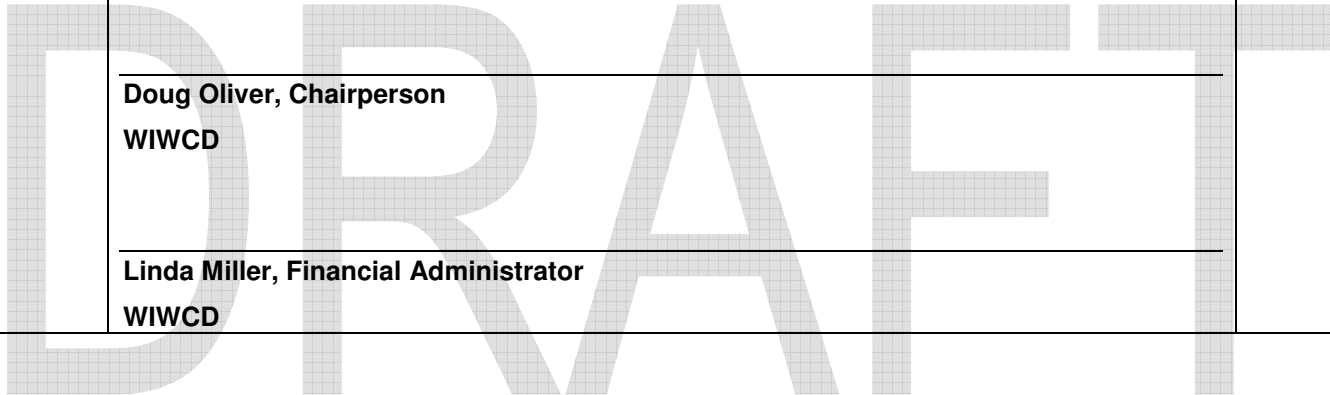 DRAFT
Doug Oliver, Chairperson
WIWCD
Linda Miller, Financial Administrator
WIWCD